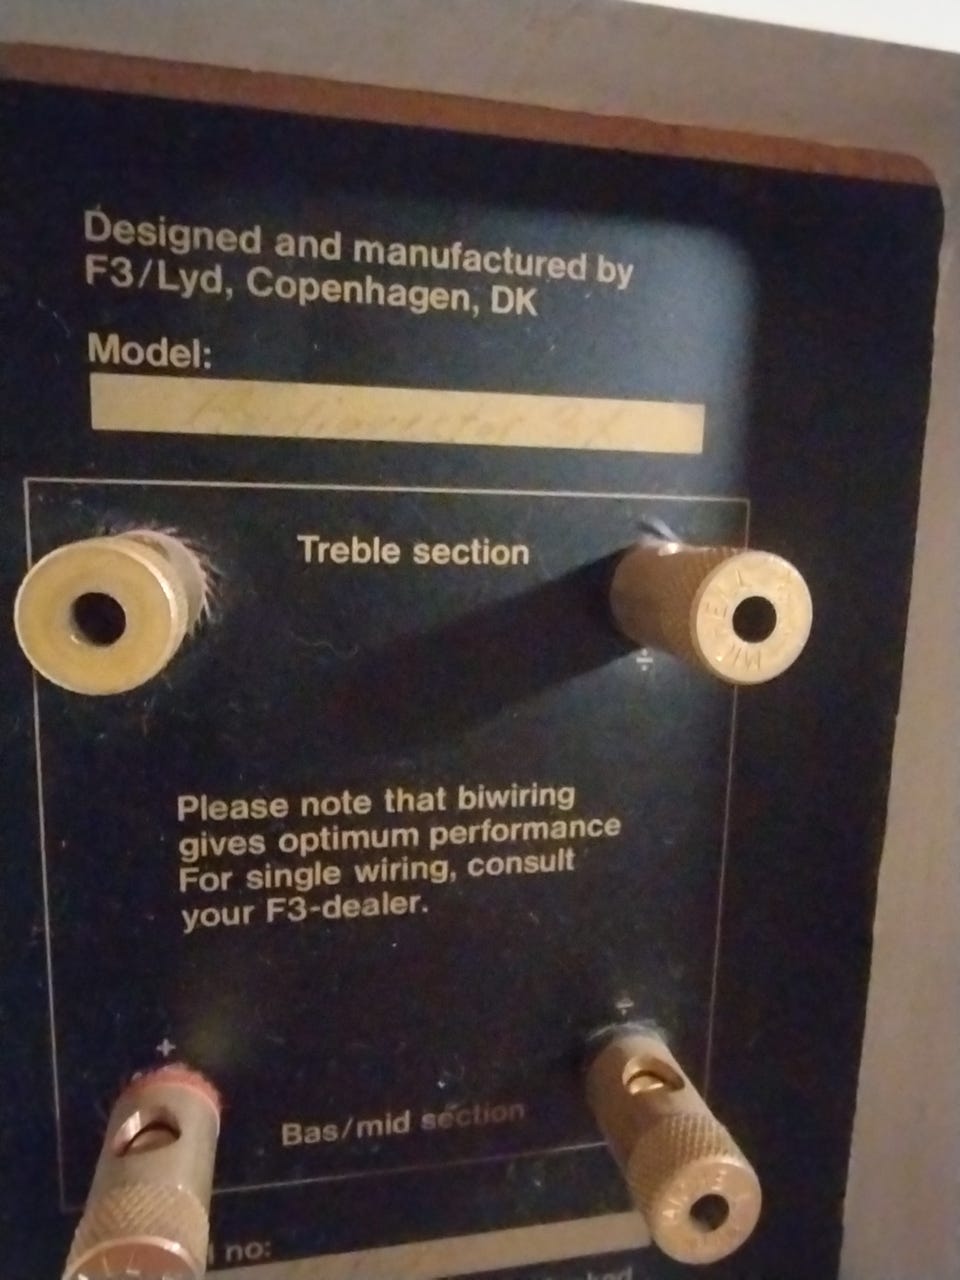 Designed and manufactured by
F3/Lyd, Copenhagen, DK
Model:
Audiovector
Treble section
÷
Please note that biwiring
gives optimum performance
For single wiring, consult
your F3-dealer.
+ ÷
Bas/mid section
no: